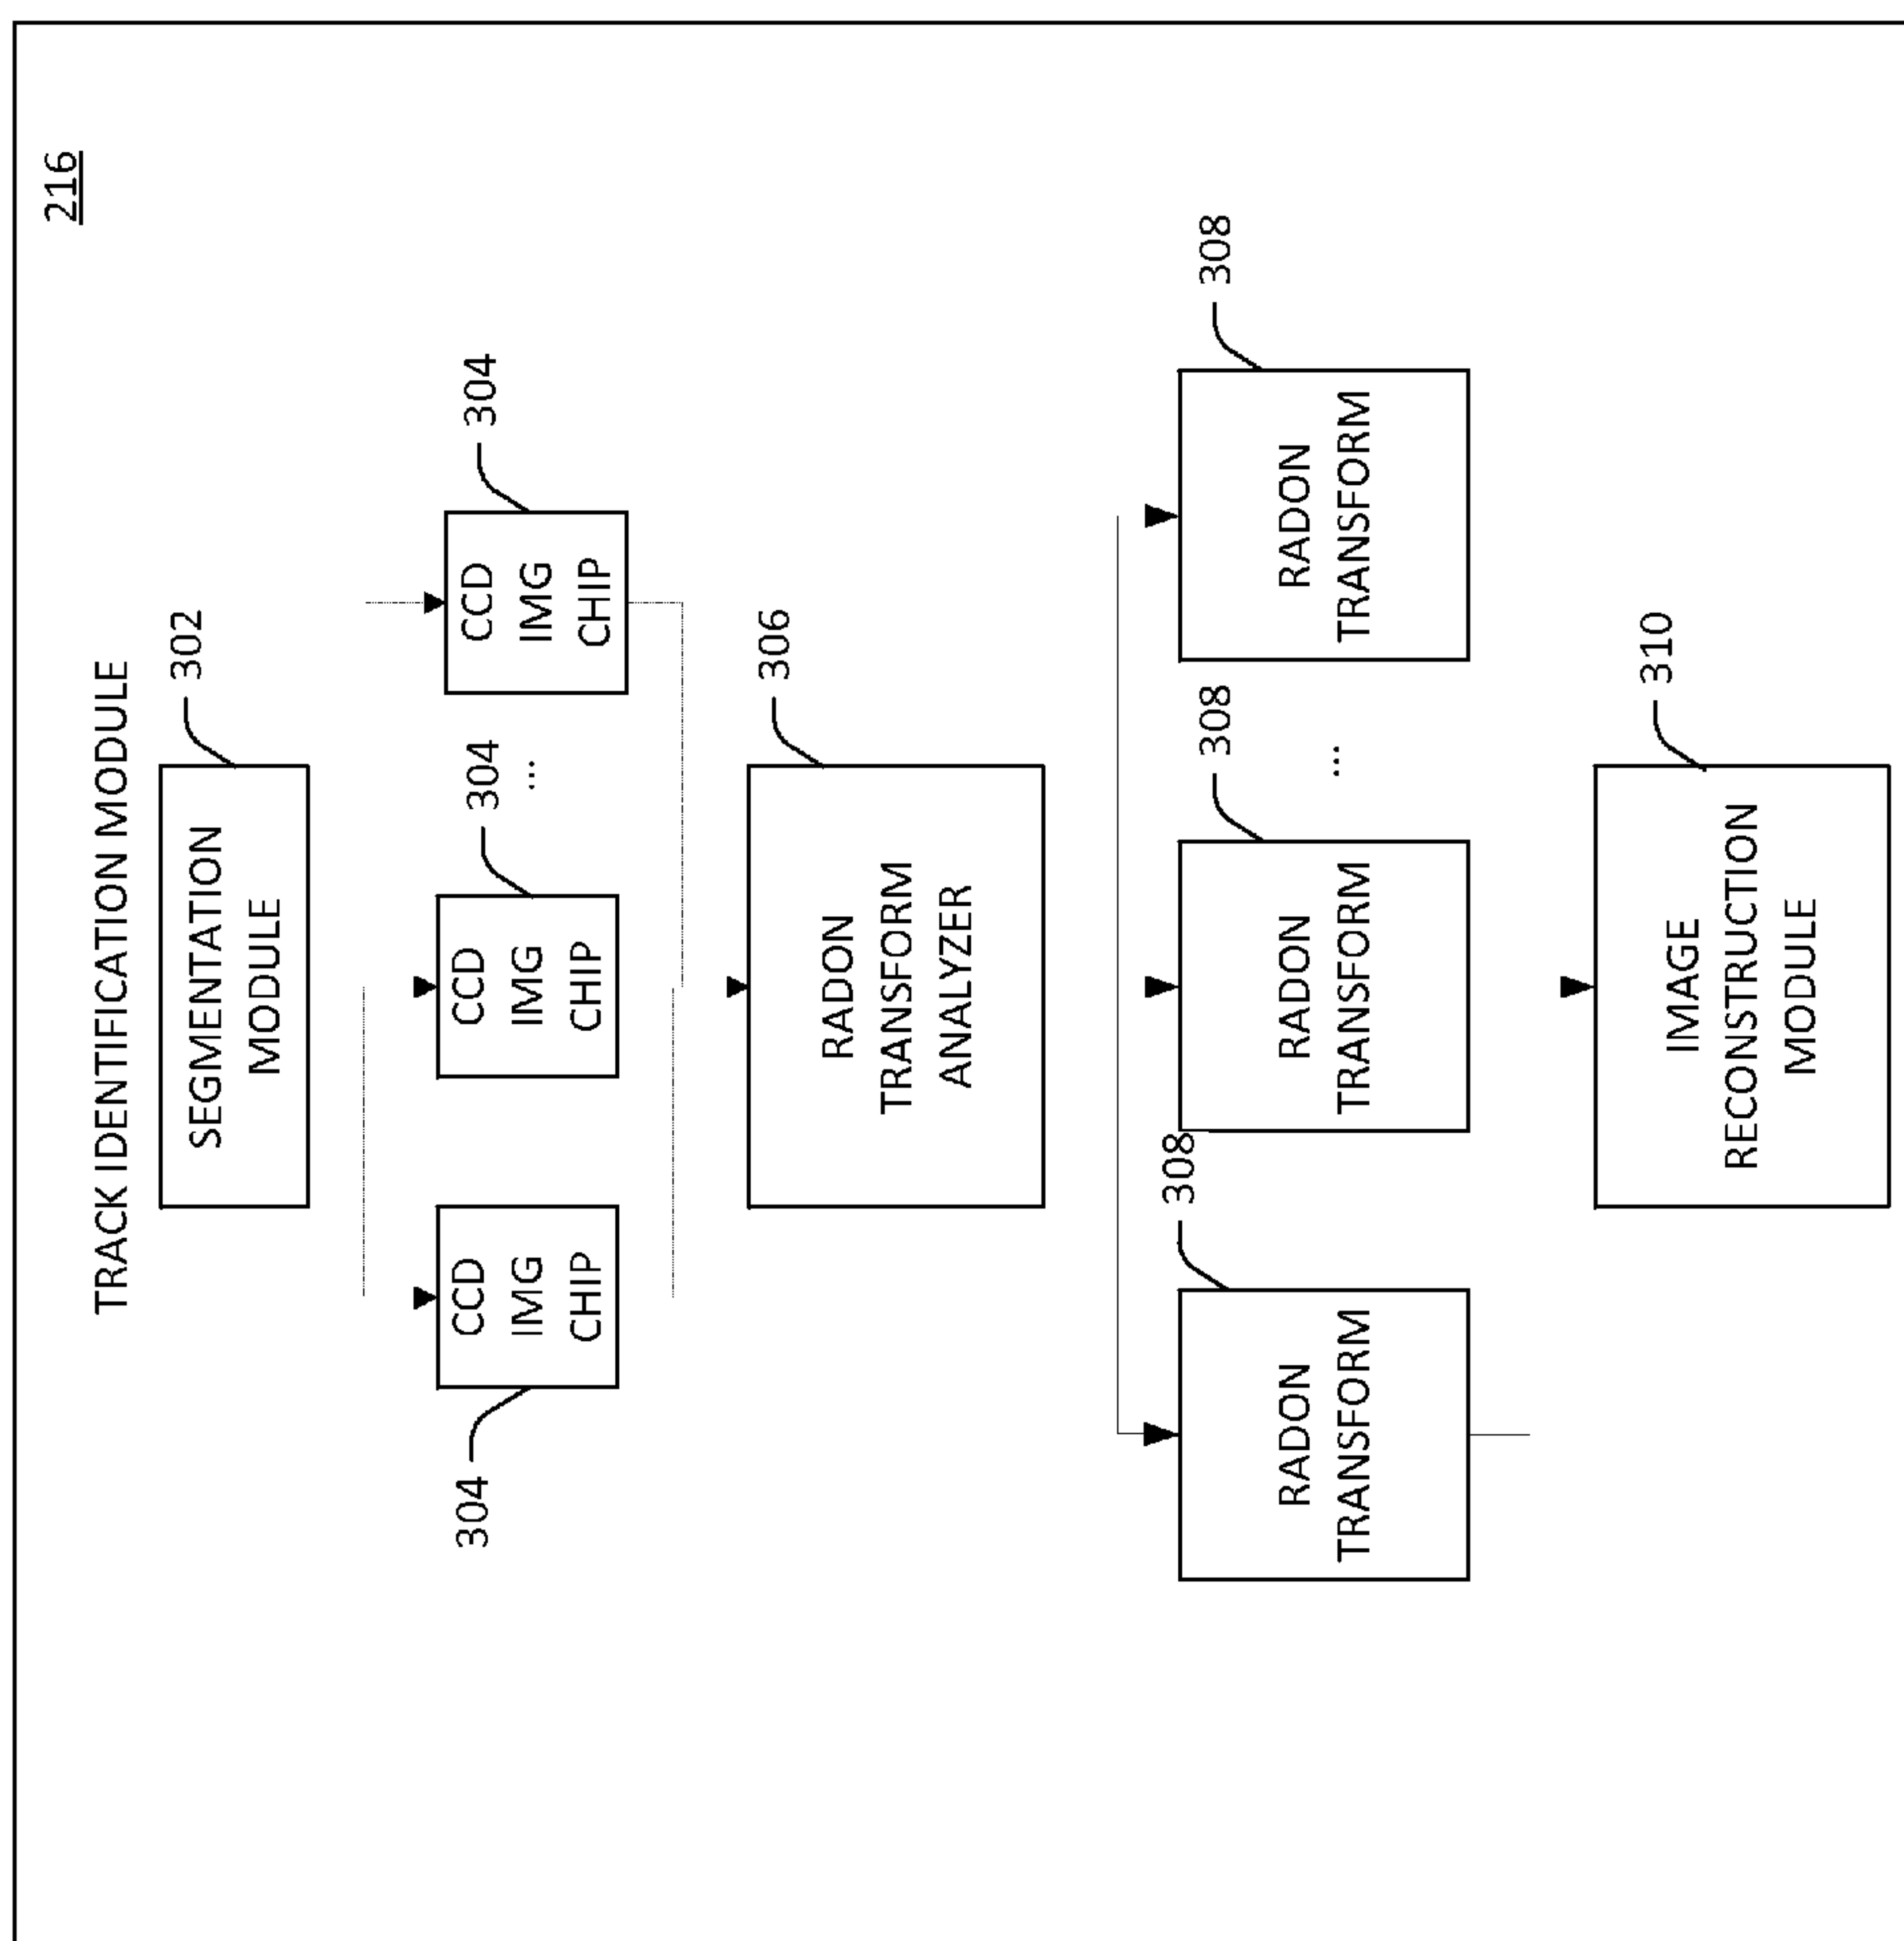 216
TRACK IDENTIFICATION MODULE
302
SEGMENTATION
MODULE
304
CCD
IMG
CHIP
304
CCD
IMG
CHIP
...
304
CCD
IMG
CHIP
306
RADON
TRANSFORM
ANALYZER
308
RADON
TRANSFORM
308
RADON
TRANSFORM
...
308
RADON
TRANSFORM
310
IMAGE
RECONSTRUCTION
MODULE